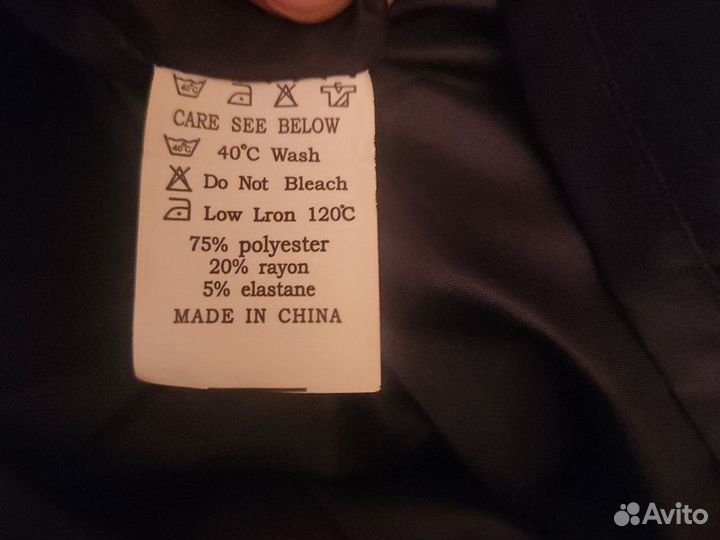 40°C
CARE SEE BELOW
40°C 40°C Wash
Do Not Bleach
Low Lron 120°C
75% polyester
20% rayon
5% elastane
MADE IN CHINA
Avito